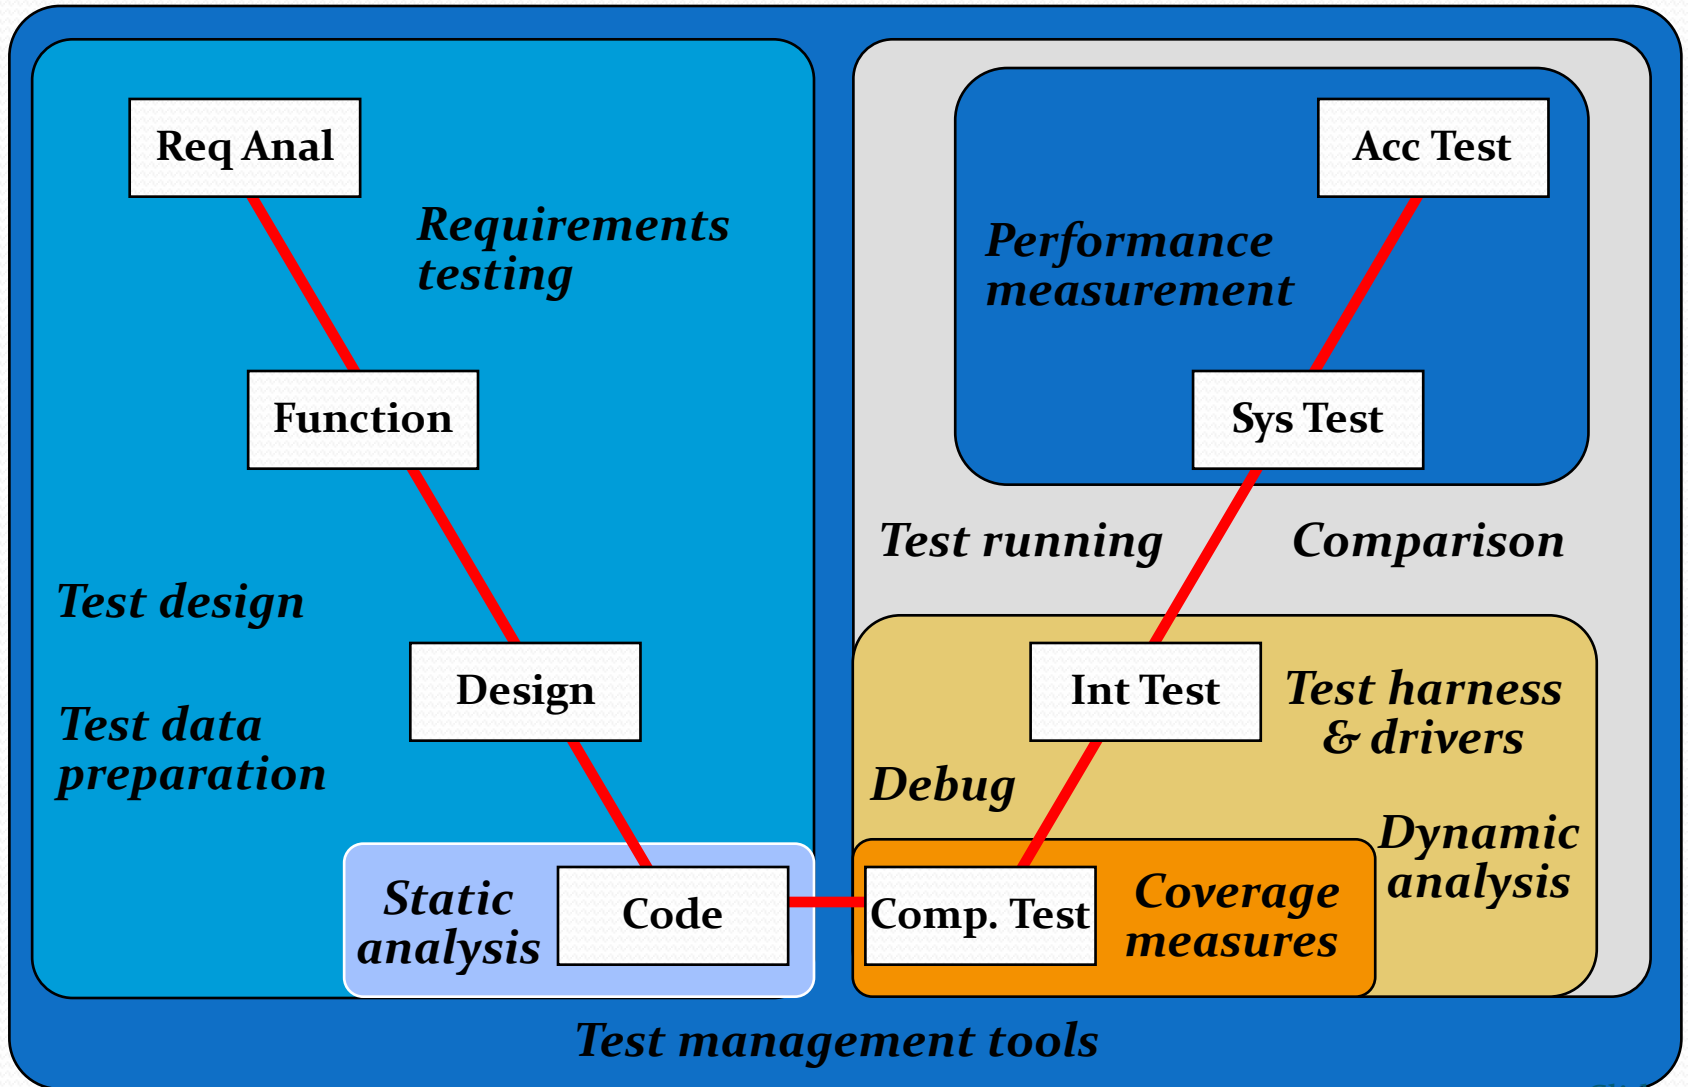 Req Anal
Acc Test
Requirements
testing
Performance
measurement
Function
Sys Test
Test running
Comparison
Test design
Design
Int Test
Test harness
& drivers
Test data
preparation
Debug
Dynamic
analysis
Static
analysis
Code
Comp. Test
Coverage
measures
Test management tools